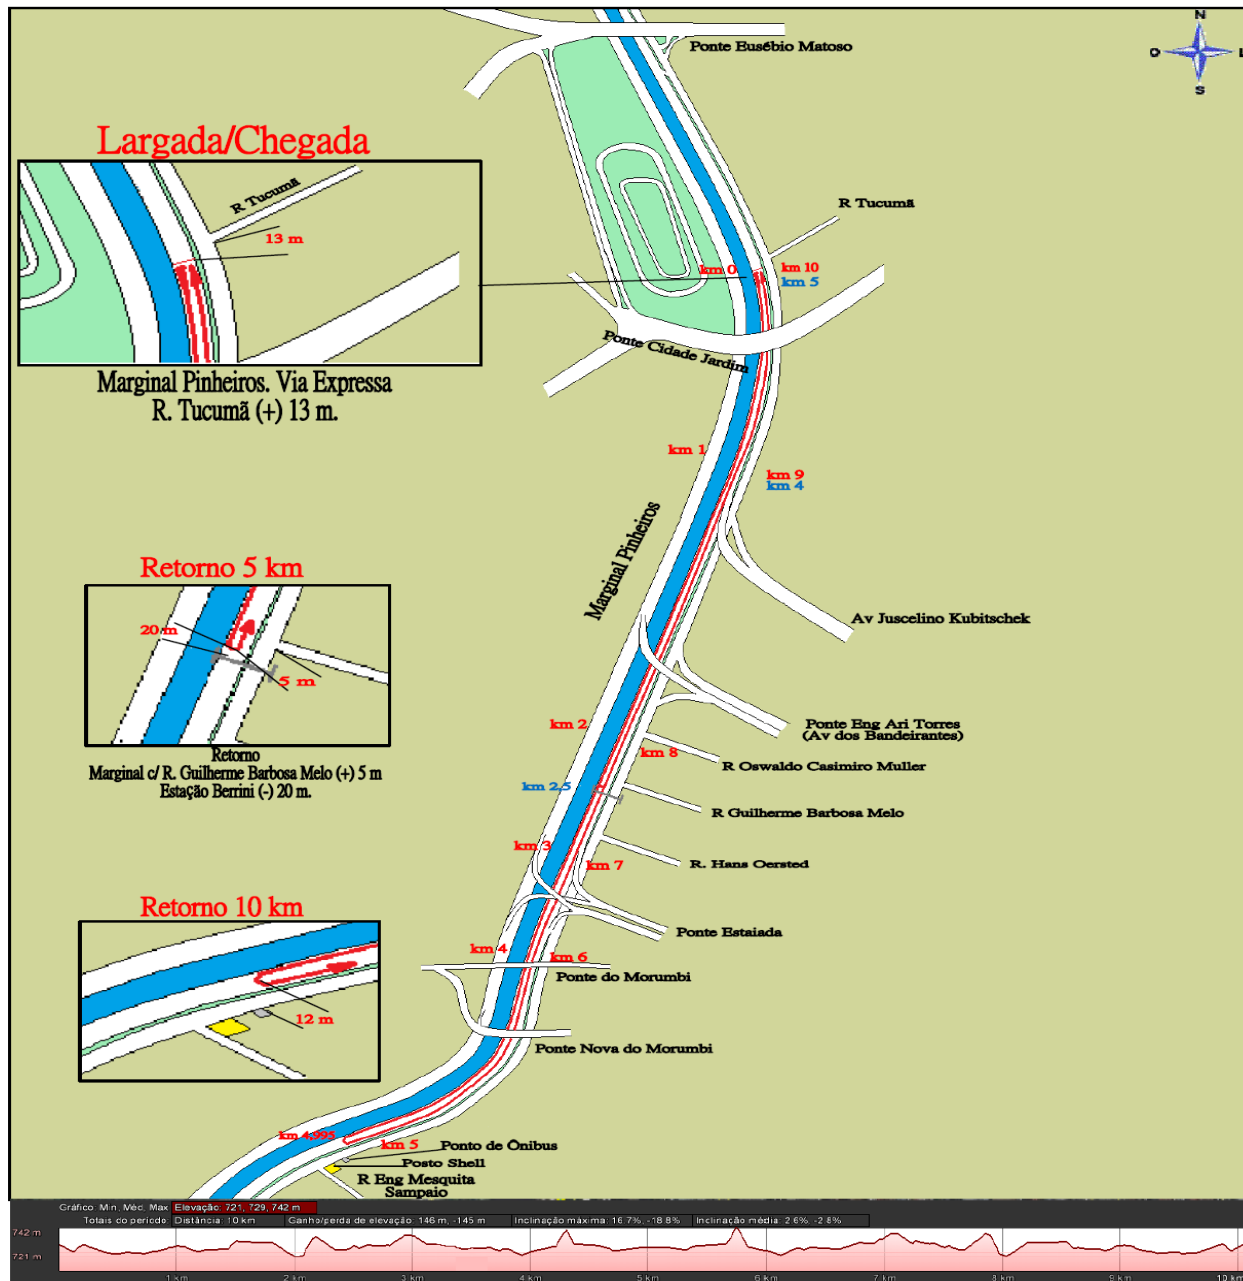 N
O
L
S
Ponte Eusébio Matoso
Largada/Chegada
R Tucumã
13 m
R Tucumã
km 0
km 10
km 5
Ponte Cidade Jardim
Marginal Pinheiros. Via Expressa
R. Tucumã (+) 13 m.
km 1
km 9
km 4
Marginal Pinheiros
Retorno 5 km
20 m
5 m
Av Juscelino Kubitschek
km 2
Ponte Eng Ari Torres
(Av dos Bandeirantes)
km 8
R Oswaldo Casimiro Muller
Retorno
Marginal c/ R. Guilherme Barbosa Melo (+) 5 m
Estação Berrini (-) 20 m.
km 2,5
R Guilherme Barbosa Melo
km 3
km 7
R. Hans Oersted
Retorno 10 km
12 m
Ponte Estaiada
km 4
km 6
Ponte do Morumbi
Ponte Nova do Morumbi
km 4,995
km 5
Ponto de Ônibus
Posto Shell
R Eng Mesquita
Sampaio
Gráfico: Min, Méd, Max Elevação: 721, 729, 742 m
Totais do período: Distância: 10 km Ganho/perda de elevação: 146 m, -145 m Inclinação máxima: 16.7%, -18.8% Inclinação média: 2.6%, -2.8%
742 m
721 m
1 km 2 km 3 km 4 km 5 km 6 km 7 km 8 km 9 km 10 km